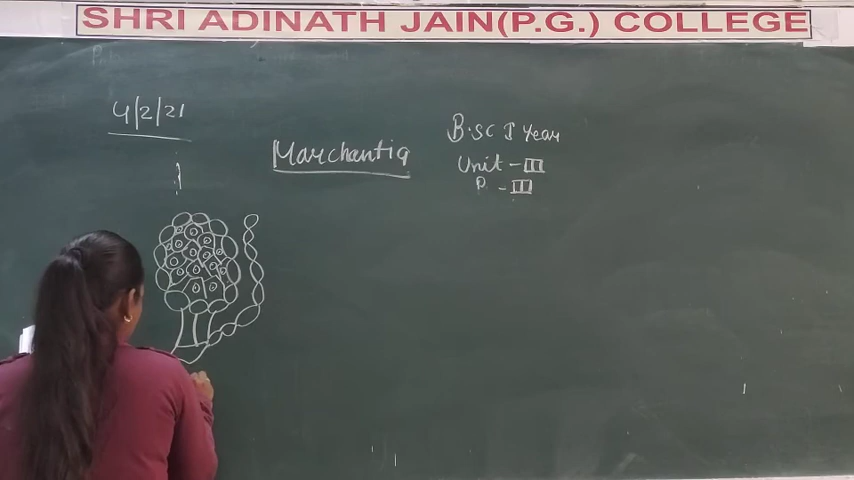 SHRI ADINATH JAIN(P.G.) COLLEGE
4/2/21
Marchantia
B.SC I Year
Unit - III
P. - III